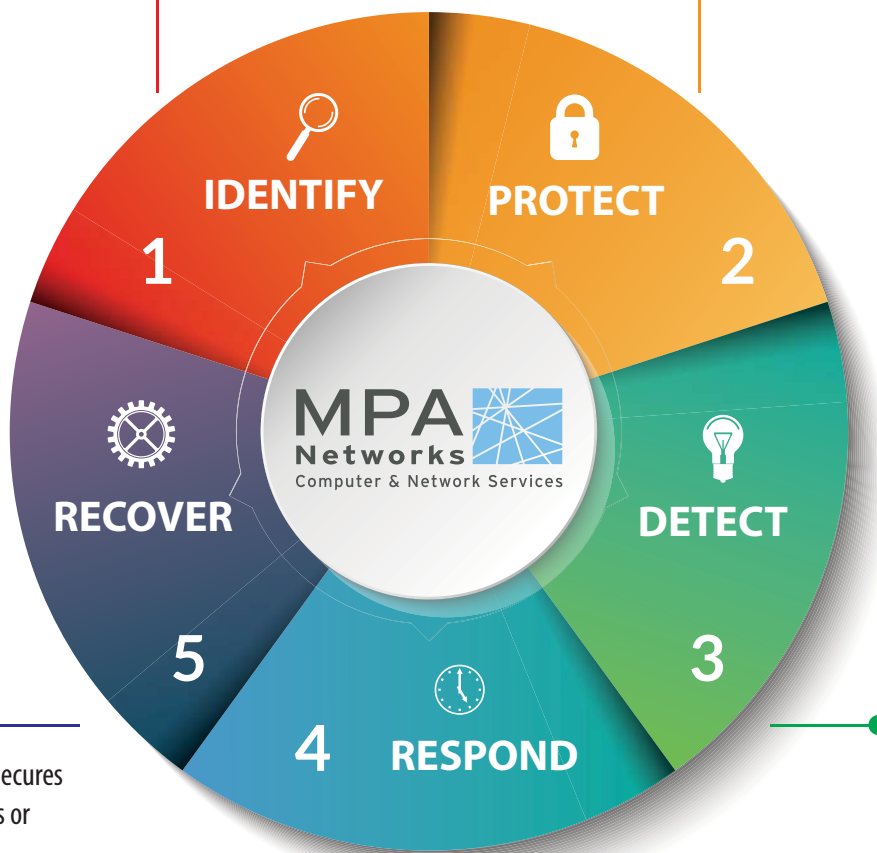 IDENTIFY
1
PROTECT
2
DETECT
3
4
RESPOND
RECOVER
5
MPA
Networks
Computer & Network Services
ecures
s or